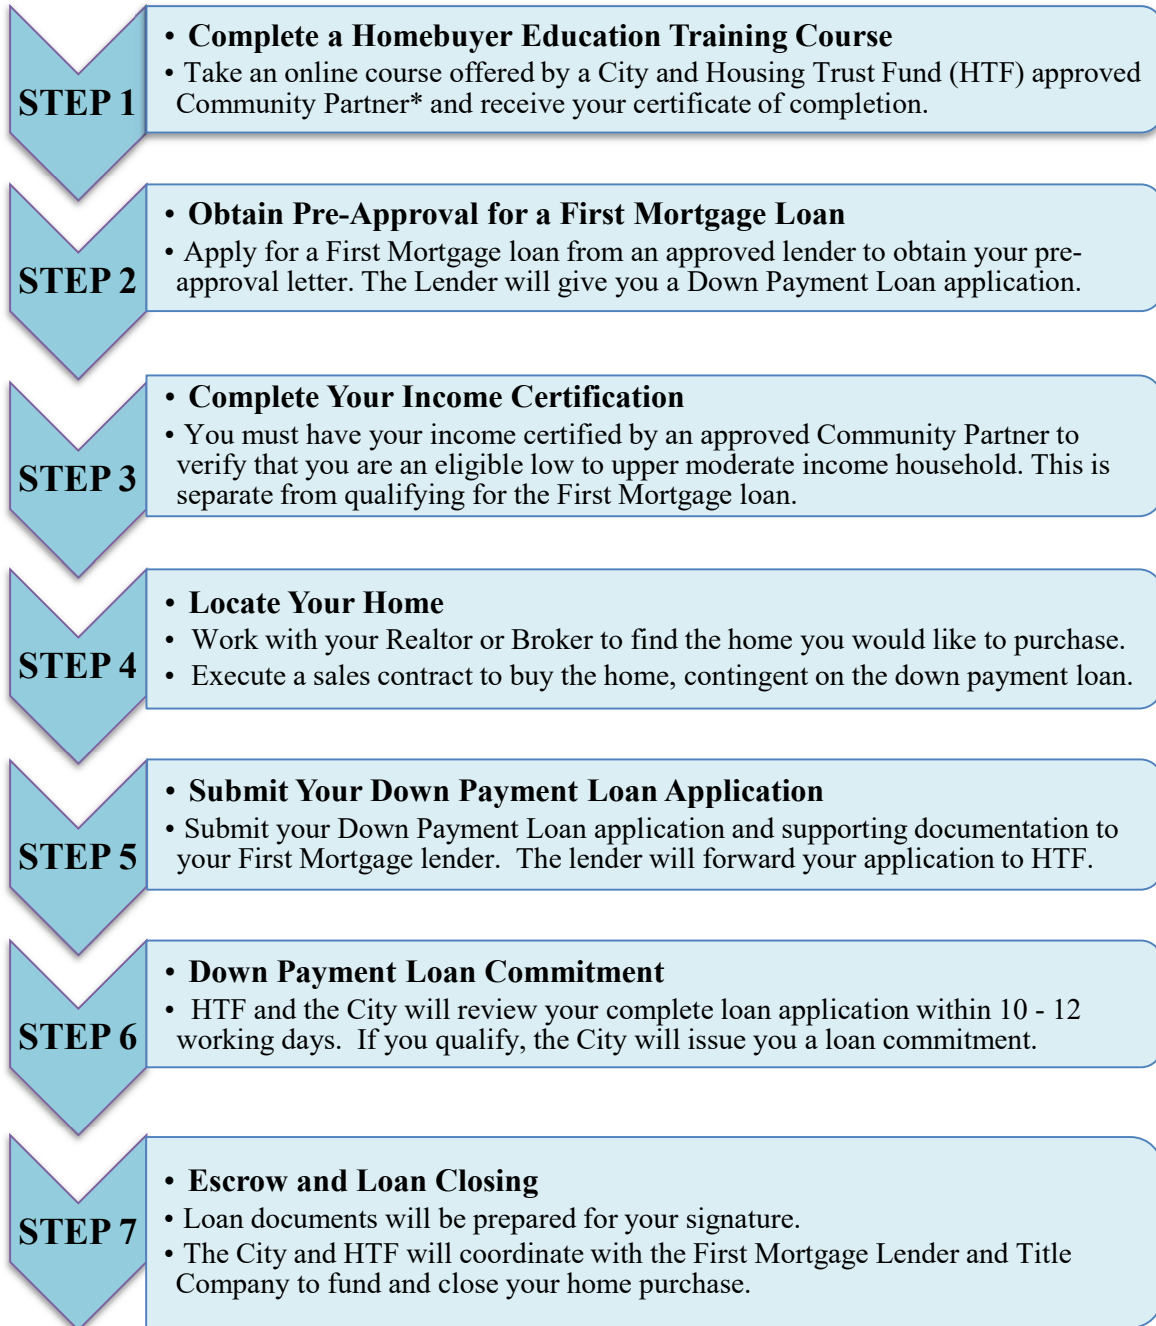 STEP 1
• Complete a Homebuyer Education Training Course
• Take an online course offered by a City and Housing Trust Fund (HTF) approved
Community Partner* and receive your certificate of completion.
STEP 2
• Obtain Pre-Approval for a First Mortgage Loan
• Apply for a First Mortgage loan from an approved lender to obtain your pre-
approval letter. The Lender will give you a Down Payment Loan application.
STEP 3
• Complete Your Income Certification
• You must have your income certified by an approved Community Partner to
verify that you are an eligible low to upper moderate income household. This is
separate from qualifying for the First Mortgage loan.
STEP 4
• Locate Your Home
• Work with your Realtor or Broker to find the home you would like to purchase.
• Execute a sales contract to buy the home, contingent on the down payment loan.
STEP 5
• Submit Your Down Payment Loan Application
• Submit your Down Payment Loan application and supporting documentation to
your First Mortgage lender. The lender will forward your application to HTF.
STEP 6
• Down Payment Loan Commitment
• HTF and the City will review your complete loan application within 10 - 12
working days. If you qualify, the City will issue you a loan commitment.
STEP 7
• Escrow and Loan Closing
• Loan documents will be prepared for your signature.
• The City and HTF will coordinate with the First Mortgage Lender and Title
Company to fund and close your home purchase.